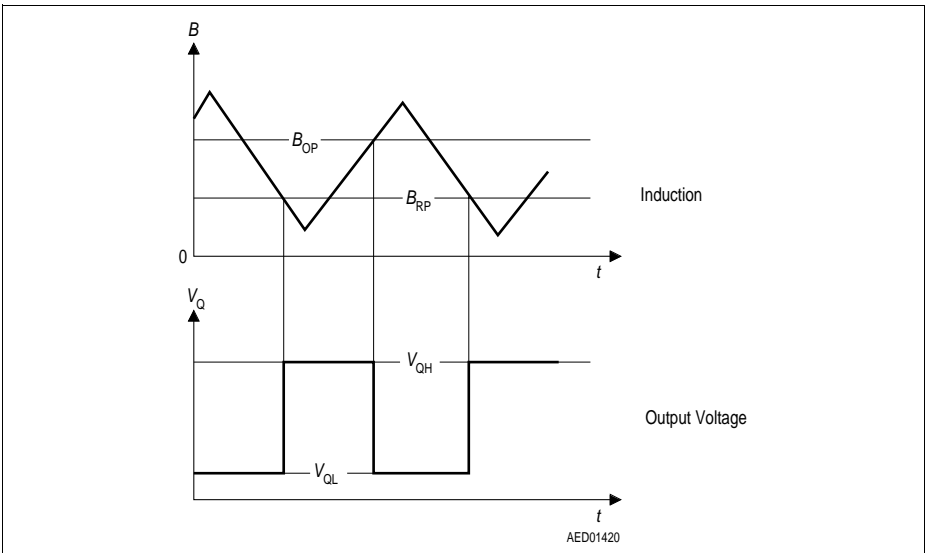 B
B_OP
B_RP
Induction
0
t
V_Q
V_QH
Output Voltage
V_QL
t
AED01420